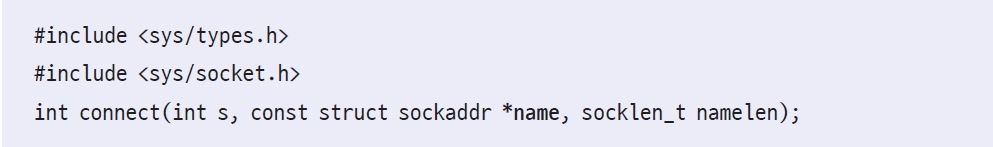 #include <sys/types.h>
#include <sys/socket.h>
int connect(int s, const struct sockaddr *name, socklen_t namelen);